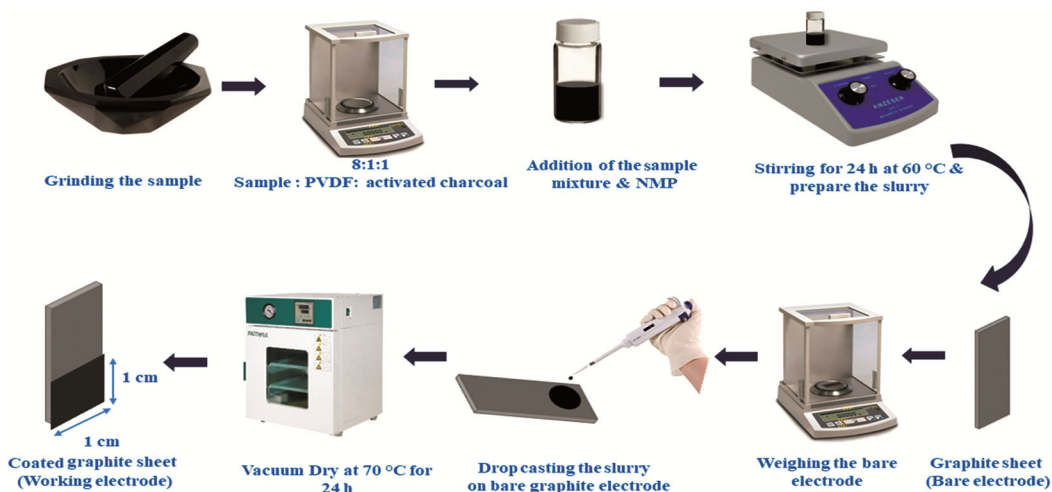 Grinding the sample
8:1:1
Sample : PVDF: activated charcoal
Addition of the sample
mixture & NMP
ANZESER
Stirring for 24 h at 60 °C &
prepare the slurry
Graphite sheet
(Bare electrode)
Weighing the bare
electrode
Drop casting the slurry
on bare graphite electrode
FAITHFUL
Vacuum Dry at 70 °C for
24 h
1 cm
1 cm
Coated graphite sheet
(Working electrode)